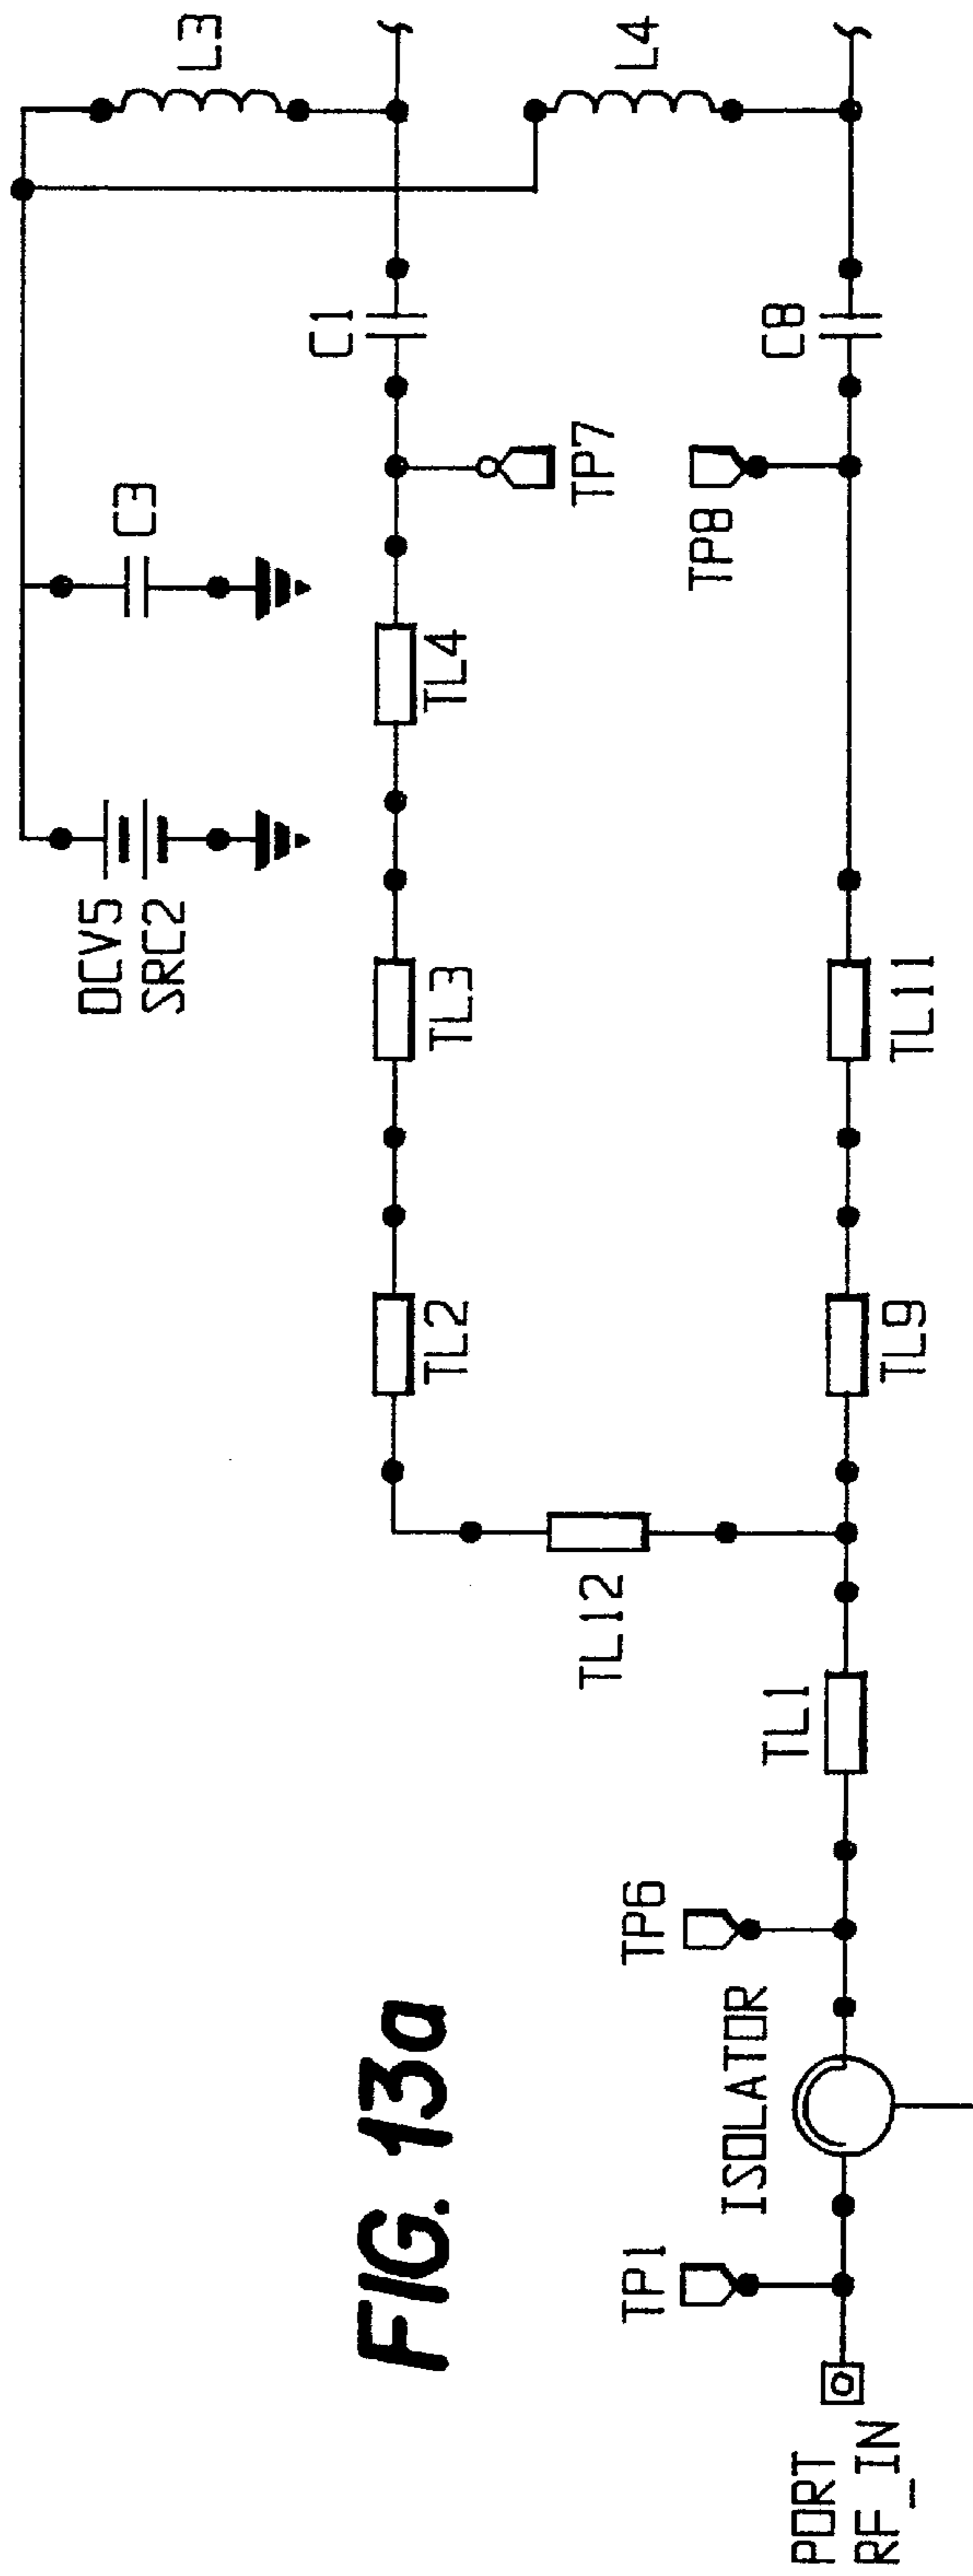 FIG. 13a
DCV5
SRC2
C3
L3
C1
TP7
TL4
TL3
TL2
TL12
L4
C8
TP8
TL11
TL9
TL1
TP6
ISOLATOR
TP1
PORT
RF_IN